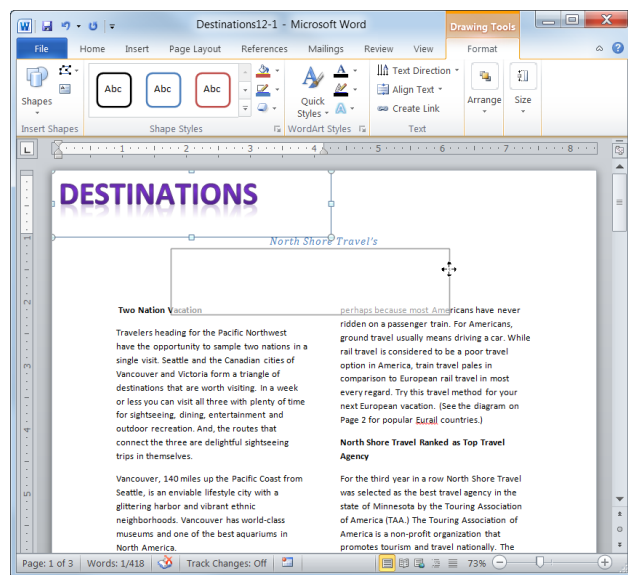 Destinations12-1 - Microsoft Word
Drawing Tools
File Home Insert Page Layout References Mailings Review View Format
Shapes
Abc Abc Abc
Quick Styles
Text Direction
Align Text
Create Link
Arrange Size
Insert Shapes Shape Styles WordArt Styles Text
1 2 3 4 5 6 7 8
DESTINATIONS
North Shore Travel's
Two Nation Vacation
Travelers heading for the Pacific Northwest
have the opportunity to sample two nations in a
single visit. Seattle and the Canadian cities of
Vancouver and Victoria form a triangle of
destinations that are worth visiting. In a week
or less you can visit all three with plenty of time
for sightseeing, dining, entertainment and
outdoor recreation. And, the routes that
connect the three are delightful sightseeing
trips in themselves.
Vancouver, 140 miles up the Pacific Coast from
Seattle, is an enviable lifestyle city with a
glittering harbor and vibrant ethnic
neighborhoods. Vancouver has world-class
museums and one of the best aquariums in
North America.
perhaps because most Americans have never
ridden on a passenger train. For Americans,
ground travel usually means driving a car. While
rail travel is considered to be a poor travel
option in America, train travel pales in
comparison to European rail travel in most
every regard. Try this travel method for your
next European vacation. (See the diagram on
Page 2 for popular Eurail countries.)
North Shore Travel Ranked as Top Travel
Agency
For the third year in a row North Shore Travel
was selected as the best travel agency in the
state of Minnesota by the Touring Association
of America (TAA.) The Touring Association of
America is a non-profit organization that
promotes tourism and travel nationally. The
Page: 1 of 3 Words: 1/418 Track Changes: Off 73%